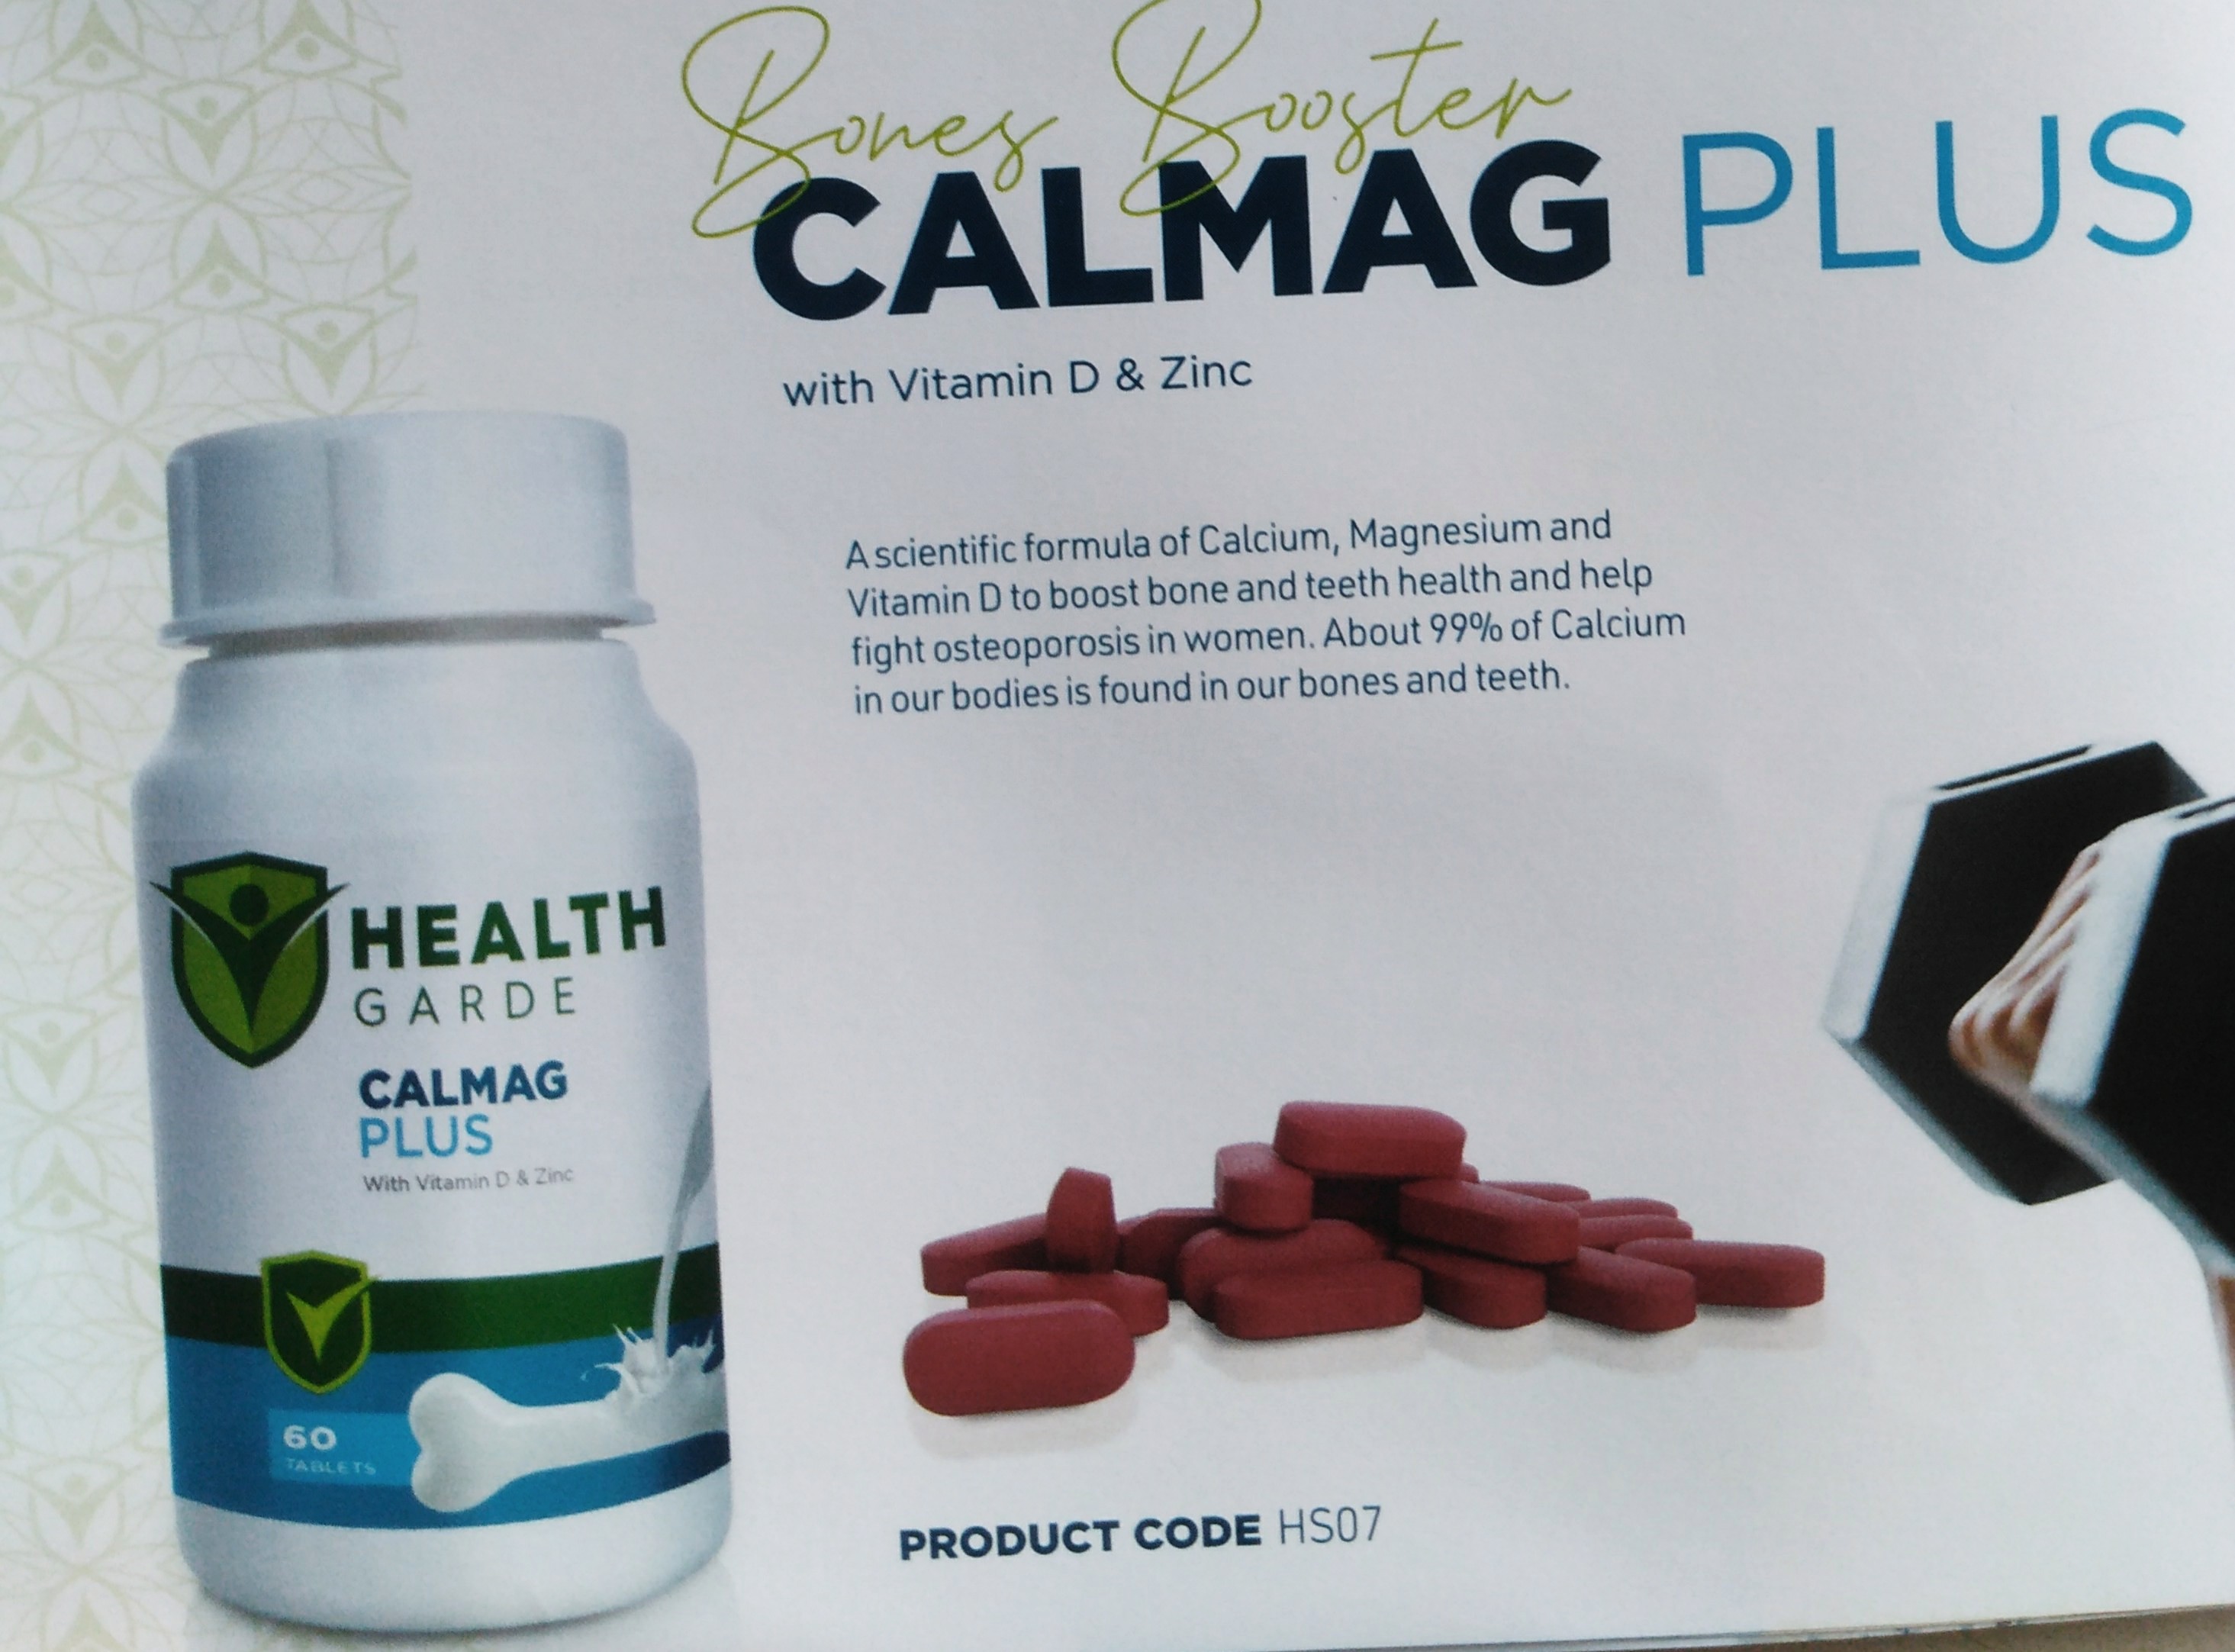 Bones Booster
CALMAG PLUS
with Vitamin D & Zinc
A scientific formula of Calcium, Magnesium and
Vitamin D to boost bone and teeth health and help
fight osteoporosis in women. About 99% of Calcium
in our bodies is found in our bones and teeth.
HEALTH
GARDE
CALMAG
PLUS
With Vitamin D & Zinc
60
TABLETS
PRODUCT CODE HS07